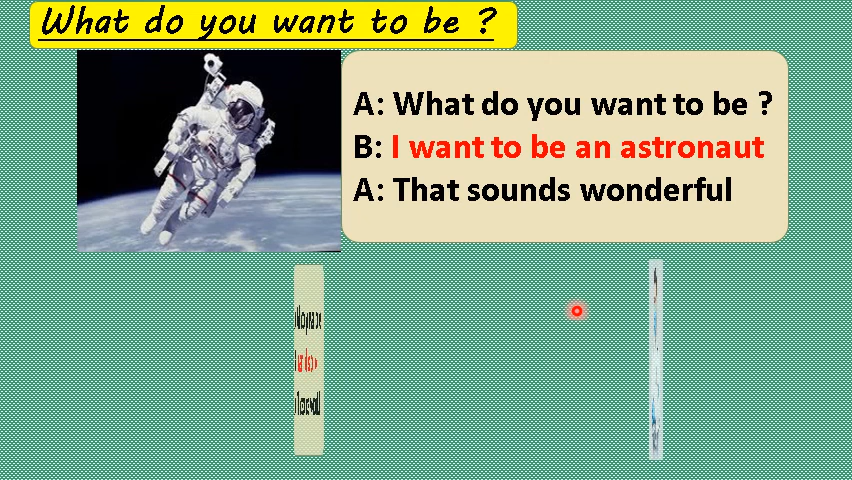 What do you want to be ?
A: What do you want to be ?
B: I want to be an astronaut
A: That sounds wonderful